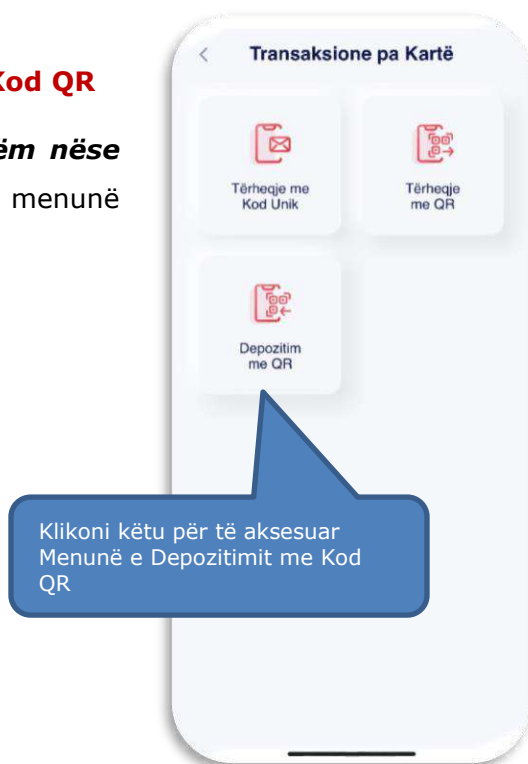 Kod QR
ëm nëse
menunë
Transaksione pa Kartë
Tërheqje me
Kod Unik
Tërheqje
me QR
Depozitim
me QR
Klikoni këtu për të aksesuar
Menunë e Depozitimit me Kod
QR